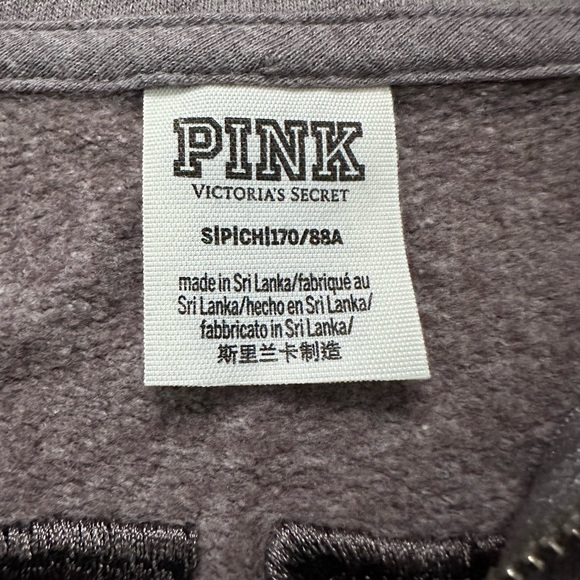 PINK
VICTORIA'S SECRET
S|P|CH|170/88A
made in Sri Lanka/fabriqué au
Sri Lanka/hecho en Sri Lanka/
fabbricato in Sri Lanka/
斯里兰卡制造